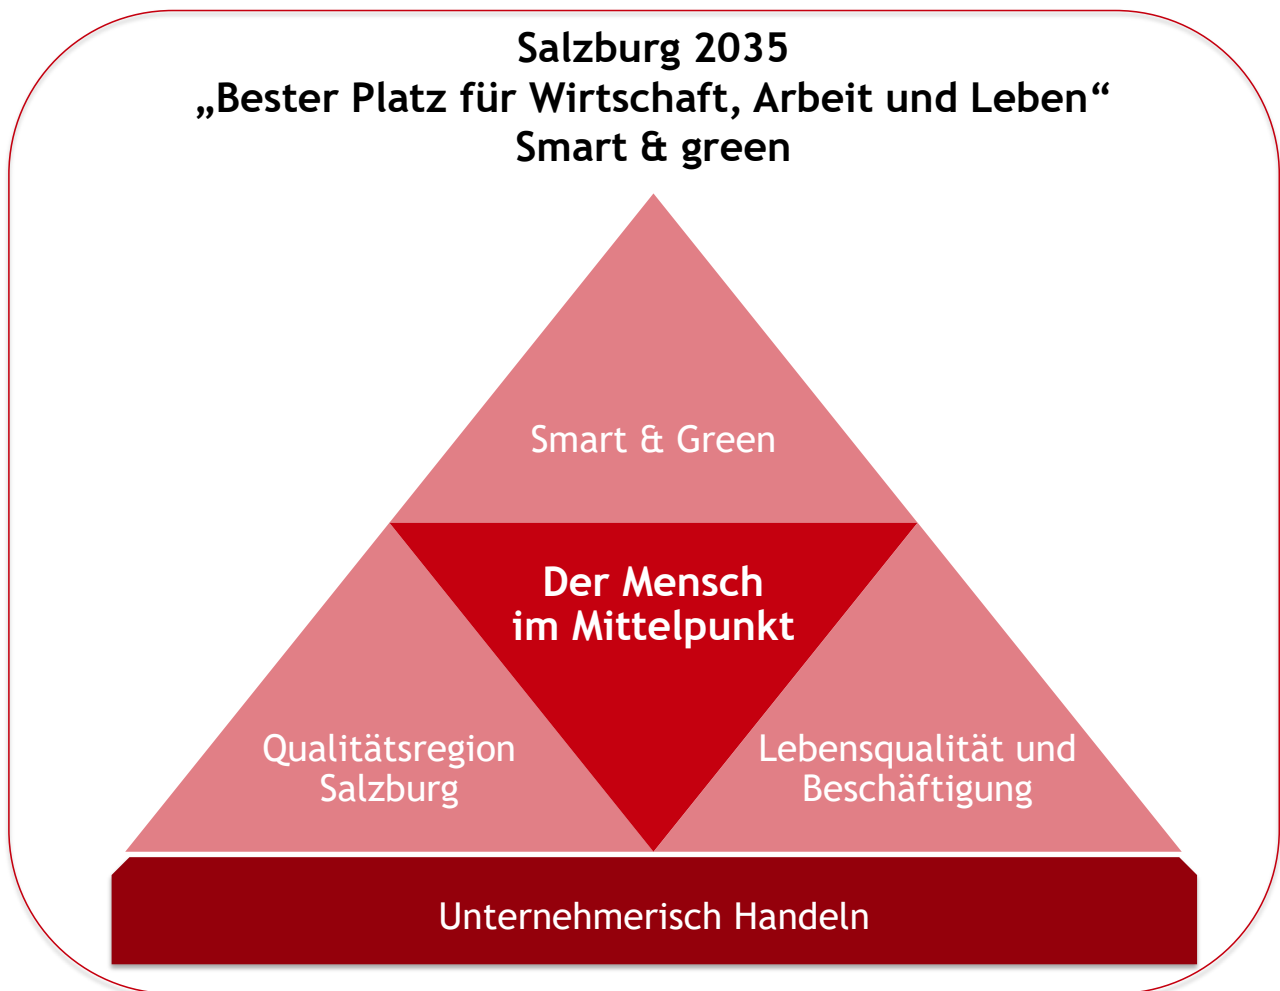 Salzburg 2035
„Bester Platz für Wirtschaft, Arbeit und Leben“
Smart & green
Smart & Green
Der Mensch
im Mittelpunkt
Qualitätsregion
Salzburg
Lebensqualität und
Beschäftigung
Unternehmerisch Handeln